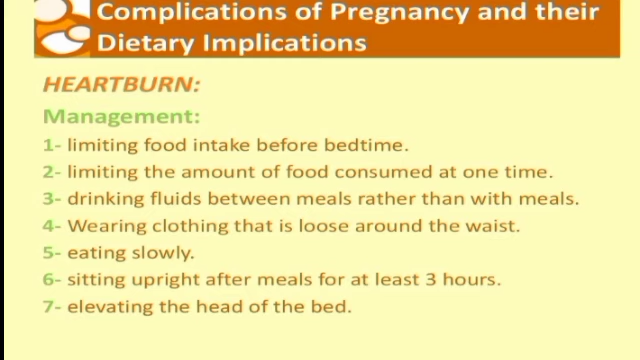 Complications of Pregnancy and their
Dietary Implications
HEARTBURN:
Management:
1- limiting food intake before bedtime.
2- limiting the amount of food consumed at one time.
3- drinking fluids between meals rather than with meals.
4- Wearing clothing that is loose around the waist.
5- eating slowly.
6- sitting upright after meals for at least 3 hours.
7- elevating the head of the bed.